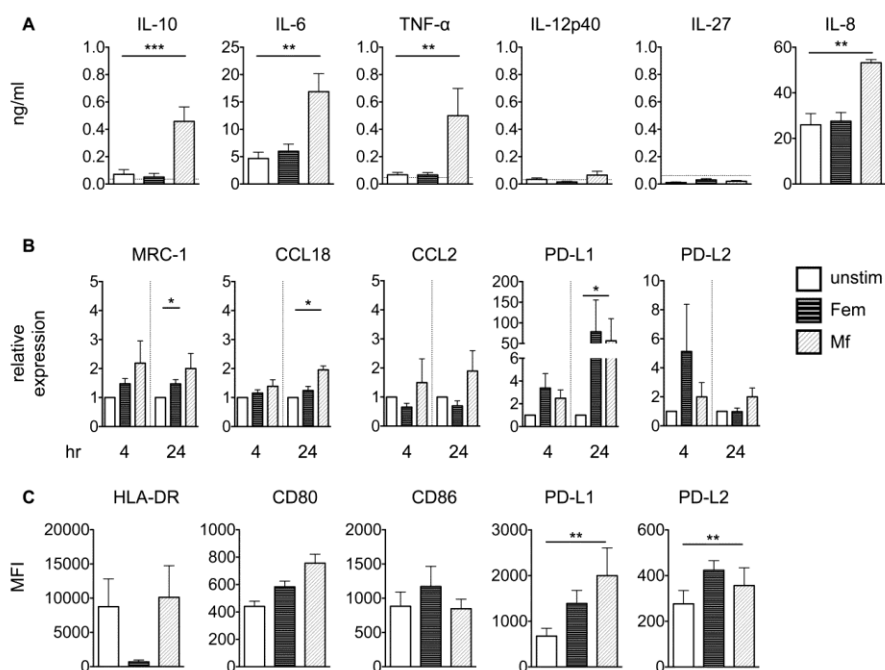 A
IL-10 IL-6 TNF-α IL-12p40 IL-27 IL-8
*** ** ** **
ng/ml
1.0 25 1.0 1.0 1.0 60
0.8 20 0.8 0.8 0.8
0.6 15 0.6 0.6 0.6 40
0.4 10 0.4 0.4 0.4 20
0.2 5 0.2 0.2 0.2
0.0 0 0.0 0.0 0.0 0
B
MRC-1 CCL18 CCL2 PD-L1 PD-L2
* * *
relative
expression
5 5 5 200 10
4 4 4 150 8
3 3 3 100 6
2 2 2 50 4
1 1 1 6 2
0 0 0 4 0
2
0
hr 4 24 4 24 4 24 4 24 4 24
unstim
Fem
Mf
C
HLA-DR CD80 CD86 PD-L1 PD-L2
** **
MFI
20000 1000 2000 3000 600
15000 800 1500 2000 400
10000 600 1000 1000 200
5000 400 500 0 0
0 200 0
0